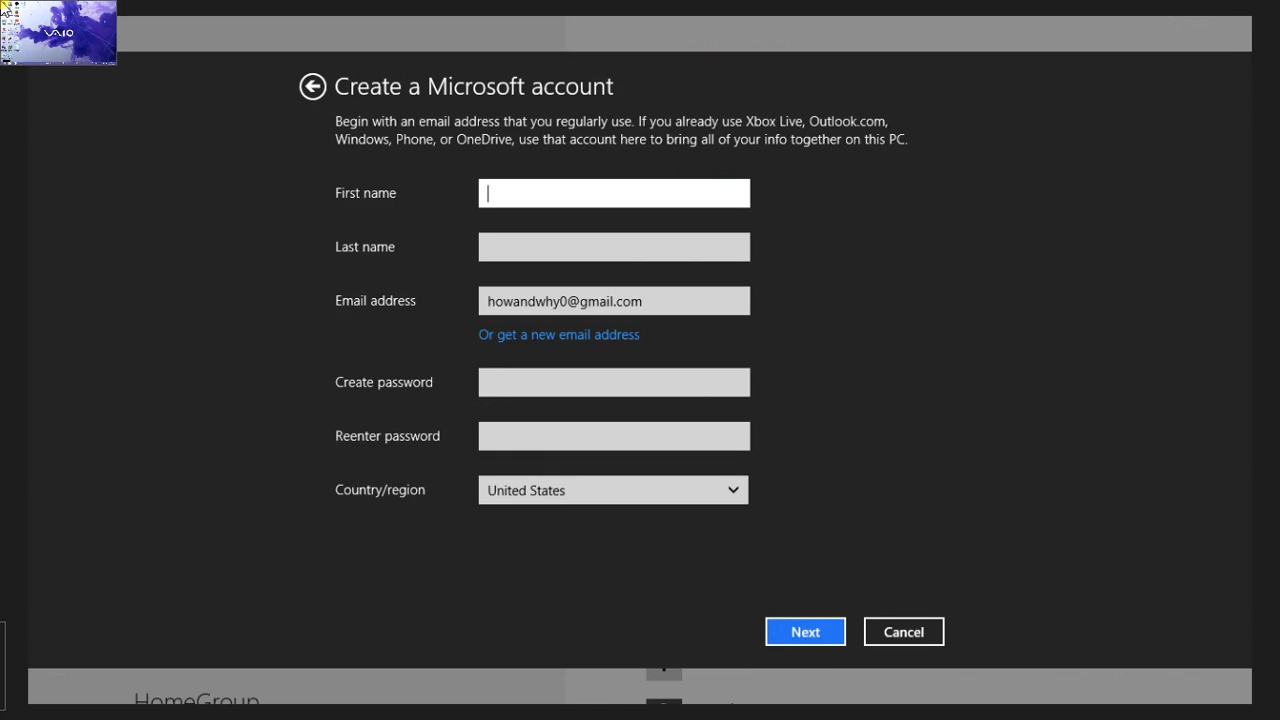 VAIO
Create a Microsoft account
Begin with an email address that you regularly use. If you already use Xbox Live, Outlook.com,
Windows, Phone, or OneDrive, use that account here to bring all of your info together on this PC.
First name
Last name
Email address howandwhy0@gmail.com
Or get a new email address
Create password
Reenter password
Country/region United States
Next Cancel
HomeGroup